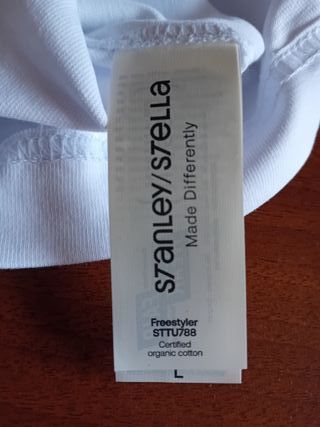 STANLEY/STELLA
Made Differently
Freestyler
STTU788
Certified
organic cotton
L